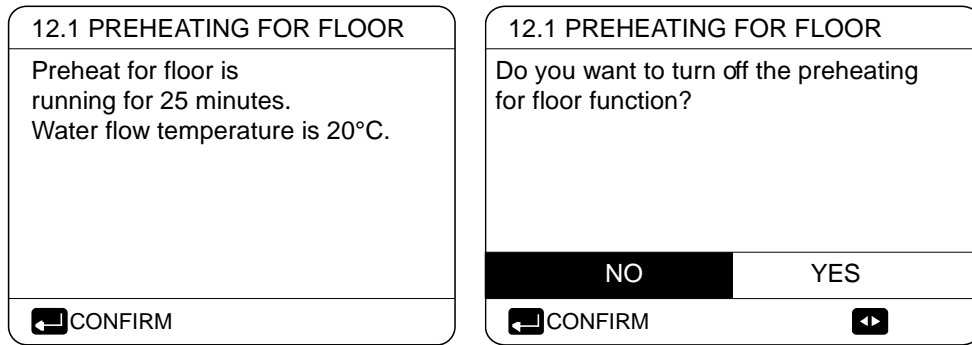 12.1 PREHEATING FOR FLOOR
Preheat for floor is
running for 25 minutes.
Water flow temperature is 20°C.
CONFIRM
12.1 PREHEATING FOR FLOOR
Do you want to turn off the preheating
for floor function?
NO YES
CONFIRM